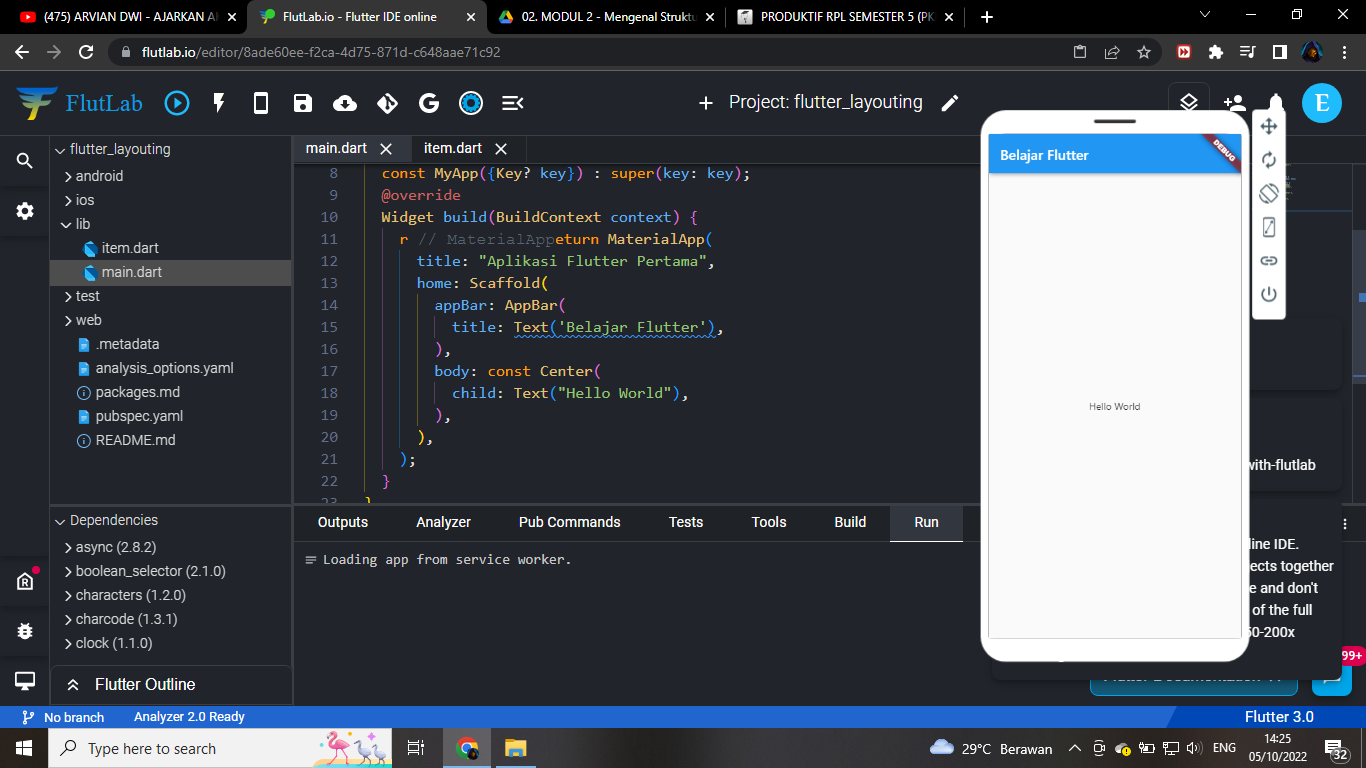 (475) ARVIAN DWI - AJARKAN A
FlutLab.io - Flutter IDE online
02. MODUL 2 - Mengenal Struktu
PRODUKTIF RPL SEMESTER 5 (PK
flutlab.io/editor/8ade60ee-f2ca-4d75-871d-c648aae71c92
FlutLab
Project: flutter_layouting
E
flutter_layouting
android
ios
lib
item.dart
main.dart
test
web
.metadata
analysis_options.yaml
packages.md
pubspec.yaml
README.md
Dependencies
async (2.8.2)
boolean_selector (2.1.0)
characters (1.2.0)
charcode (1.3.1)
clock (1.1.0)
Flutter Outline
main.dart
item.dart
8 const MyApp({Key? key}) : super(key: key);
9 @override
10 Widget build(BuildContext context) {
11 r // MaterialAppeturn MaterialApp(
12 title: "Aplikasi Flutter Pertama",
13 home: Scaffold(
14 appBar: AppBar(
15 title: Text('Belajar Flutter'),
16 ),
17 body: const Center(
18 child: Text("Hello World"),
19 ),
20 ),
21 );
22 }
23 }
Outputs Analyzer Pub Commands Tests Tools Build Run
Loading app from service worker.
Belajar Flutter
DEBUG
Hello World
with-flutlab
line IDE.
ects together
e and don't
of the full
50-200x
99+
No branch
Analyzer 2.0 Ready
Flutter 3.0
Type here to search
29°C Berawan
ENG
14:25
05/10/2022
32